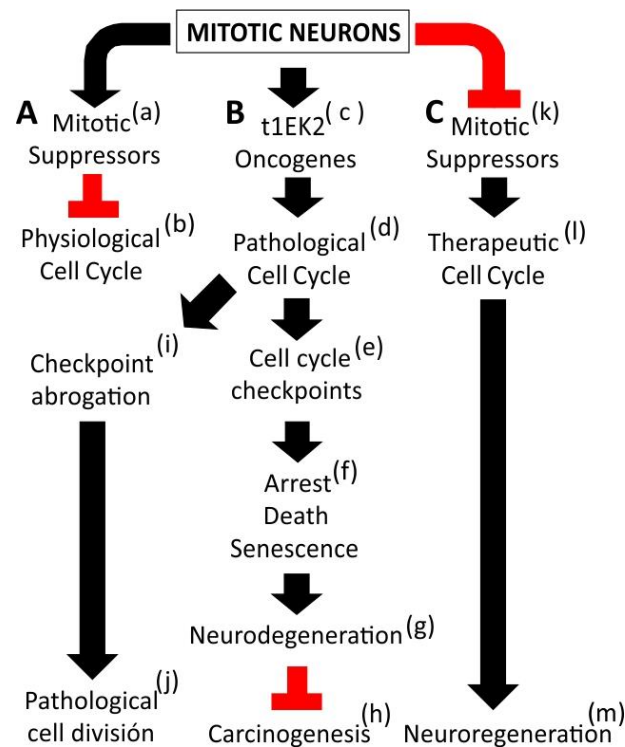 MITOTIC NEURONS
A Mitotic (a)
Suppressors
Physiological (b)
Cell Cycle
B t1EK2 ( c )
Oncogenes
Pathological (d)
Cell Cycle
Cell cycle (e)
checkpoints
Arrest (f)
Death
Senescence
Neurodegeneration (g)
Carcinogenesis (h)
Checkpoint (i)
abrogation
Pathological (j)
cell división
C Mitotic (k)
Suppressors
Therapeutic (l)
Cell Cycle
Neuroregeneration (m)